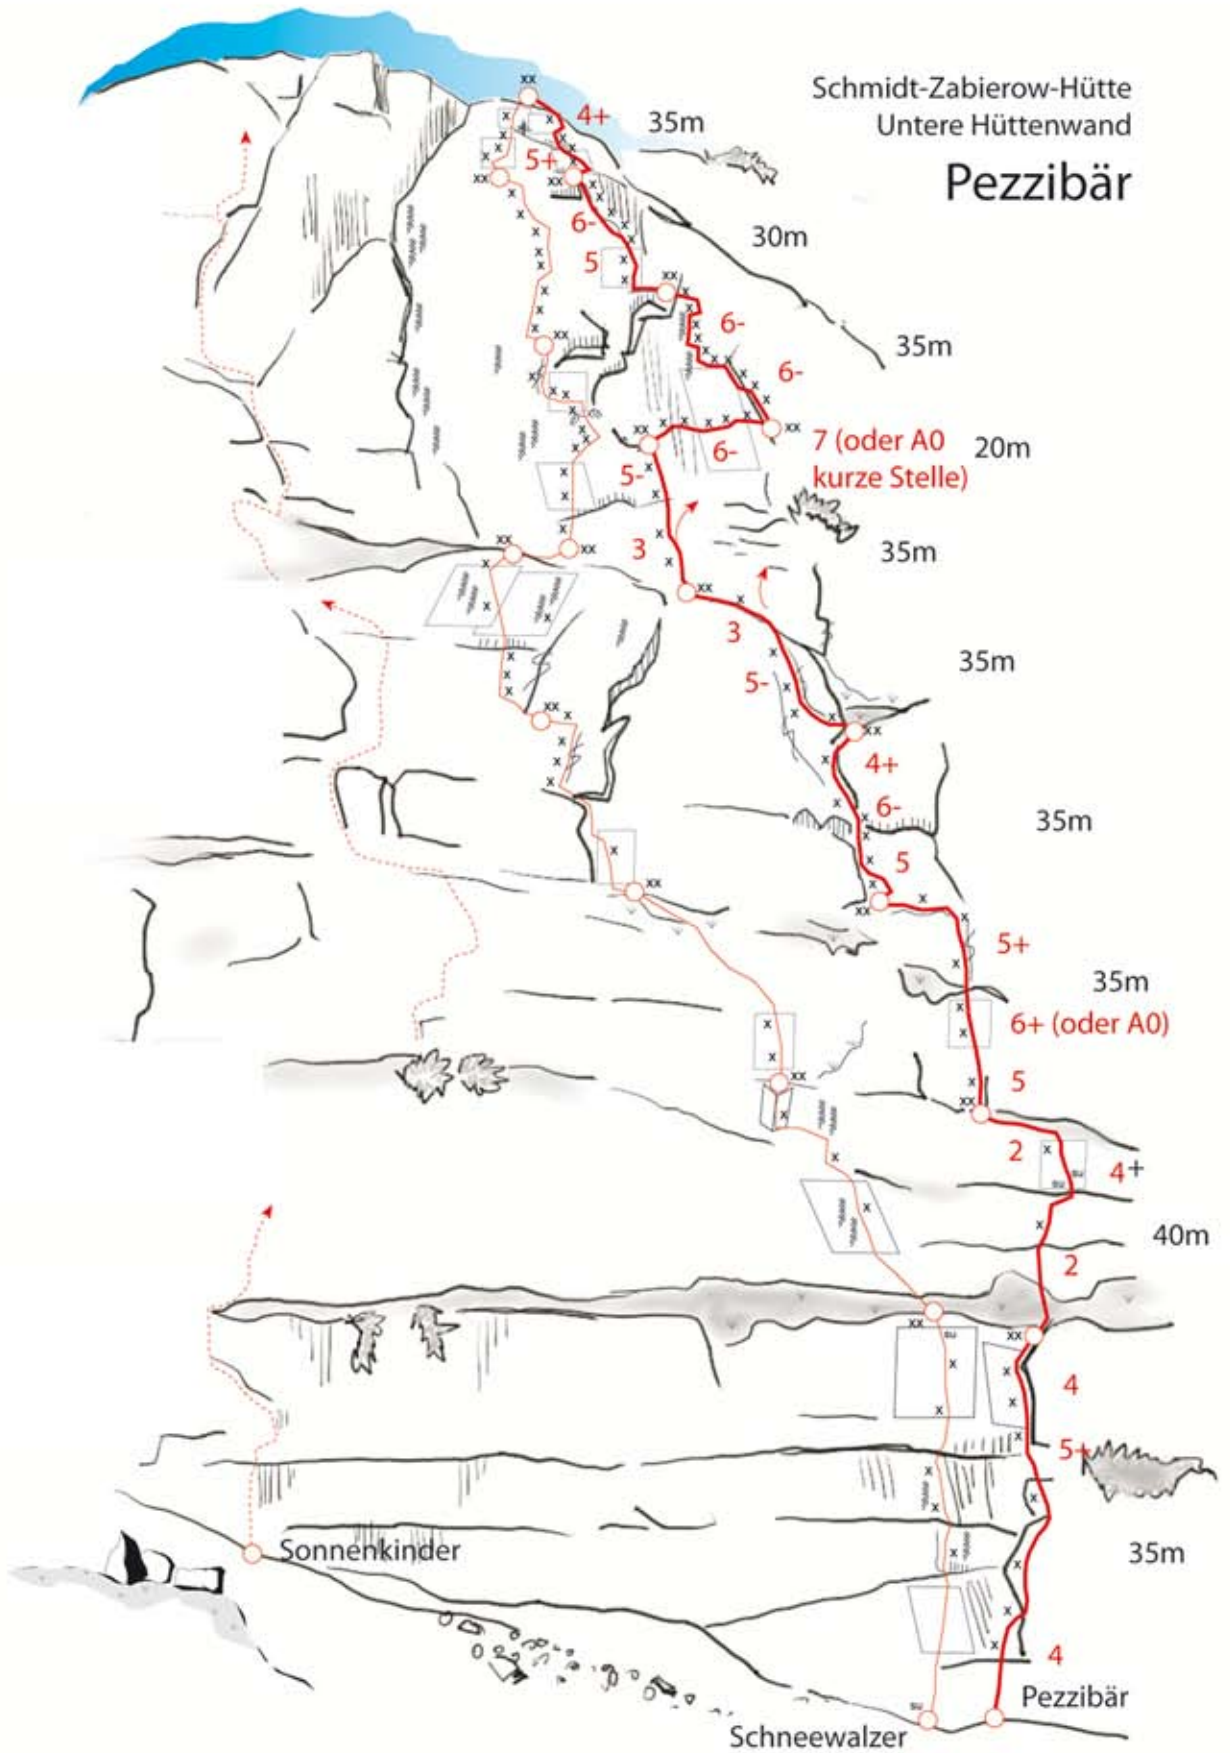 Schmidt-Zabierow-Hütte
Untere Hüttenwand
Pezzibär
4+
35m
5+
6-
30m
5
6-
35m
6-
7 (oder A0
kurze Stelle)
20m
6-
5-
3
35m
3
35m
5-
4+
6-
35m
5
5+
35m
6+ (oder A0)
5
2
4+
40m
2
4
5+
Sonnenkinder
35m
4
Pezzibär
Schneewalzer